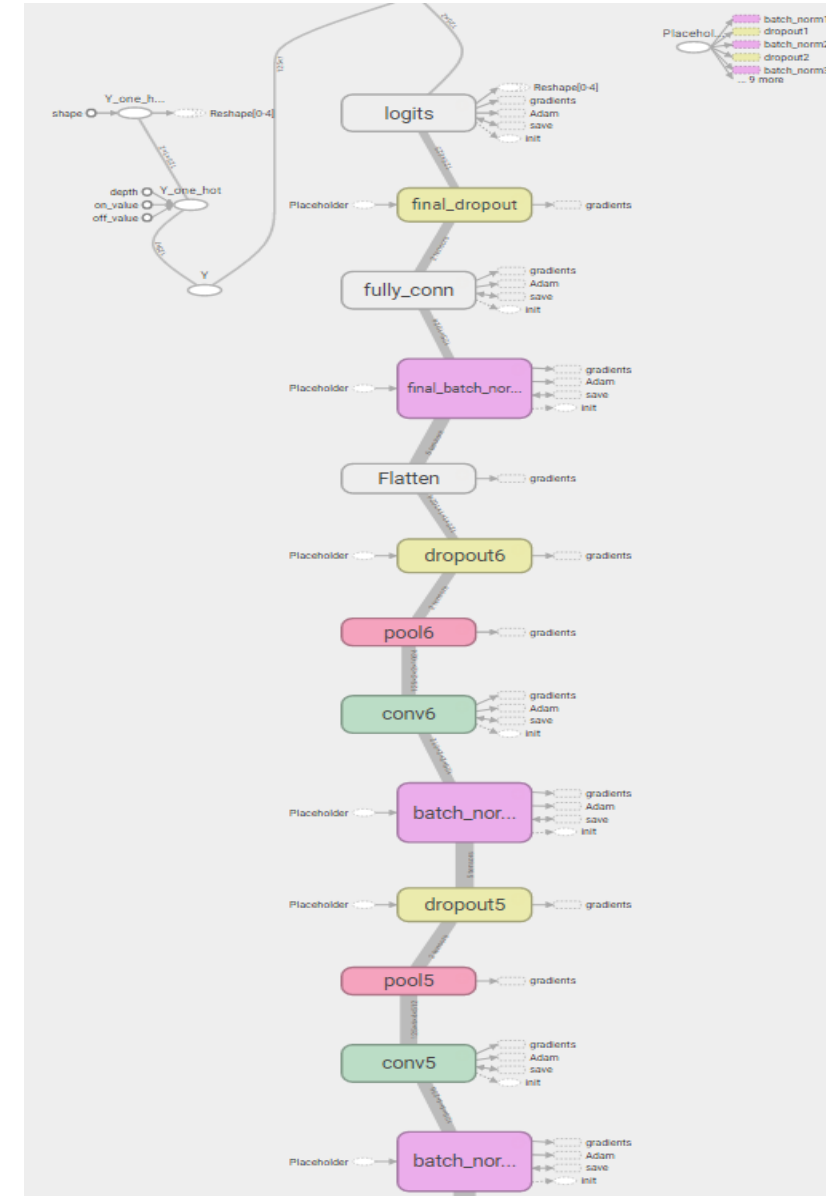 Placehol...
batch_norm1
dropout1
batch_norm2
dropout2
batch_norm3
... 9 more
Y_one_h...
shape
Reshape[0-4]
depth
Y_one_hot
on_value
off_value
Y
logits
Reshape[0-4]
gradients
Adam
save
init
Placeholder
final_dropout
gradients
fully_conn
gradients
Adam
save
init
Placeholder
final_batch_nor...
gradients
Adam
save
init
Flatten
gradients
Placeholder
dropout6
gradients
pool6
gradients
conv6
gradients
Adam
save
init
Placeholder
batch_nor...
gradients
Adam
save
init
Placeholder
dropout5
gradients
pool5
gradients
conv5
gradients
Adam
save
init
Placeholder
batch_nor...
gradients
Adam
save
init